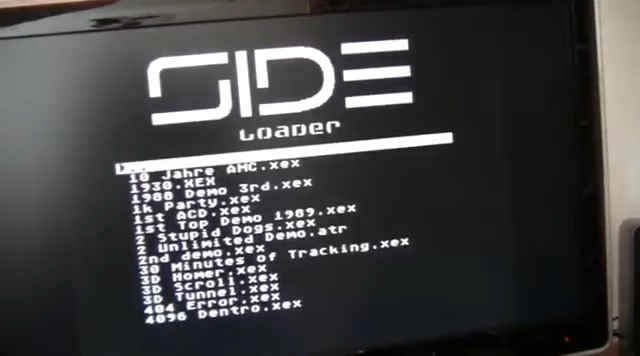 SIDE
Loader
>..
10 Jahre AMC.xex
1930.XEX
1988 Demo 3rd.xex
1k Party.xex
1st ACD.xex
1st Top Demo 1989.xex
2 Stupid Dogs.xex
2 Unlimited Demo.atr
2nd demo.xex
30 Minutes of Tracking.xex
3D Homer.xex
3D Scroll.xex
3D Tunnel.xex
404 Error.xex
4096 Dentro.xex